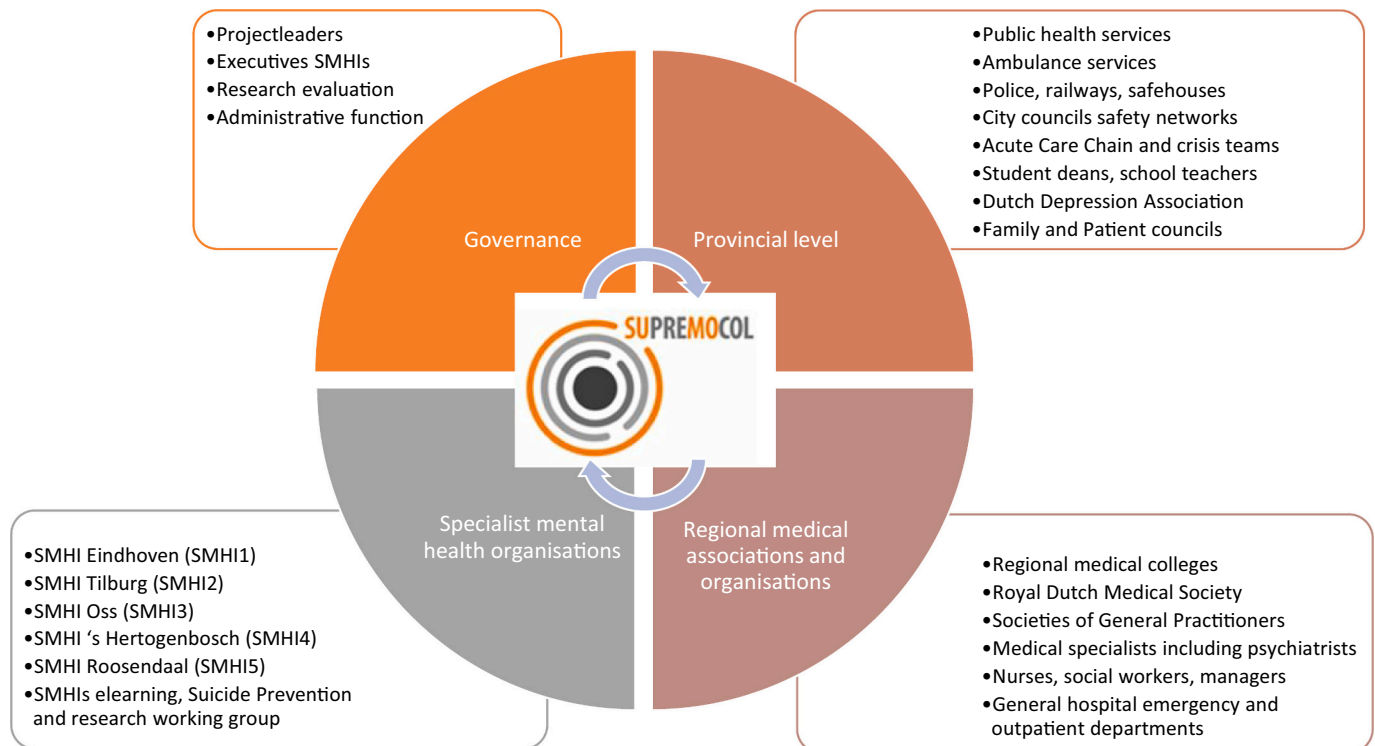 •Projectleaders
•Executives SMHIs
•Research evaluation
•Administrative function
•Public health services
•Ambulance services
•Police, railways, safehouses
•City councils safety networks
•Acute Care Chain and crisis teams
•Student deans, school teachers
•Dutch Depression Association
•Family and Patient councils
Governance
Provincial level
SUPREMOCOL
Specialist mental
health organisations
Regional medical
associations and
organisations
•SMHI Eindhoven (SMHI1)
•SMHI Tilburg (SMHI2)
•SMHI Oss (SMHI3)
•SMHI ‘s Hertogenbosch (SMHI4)
•SMHI Roosendaal (SMHI5)
•SMHIs elearning, Suicide Prevention
and research working group
•Regional medical colleges
•Royal Dutch Medical Society
•Societies of General Practitioners
•Medical specialists including psychiatrists
•Nurses, social workers, managers
•General hospital emergency and
outpatient departments